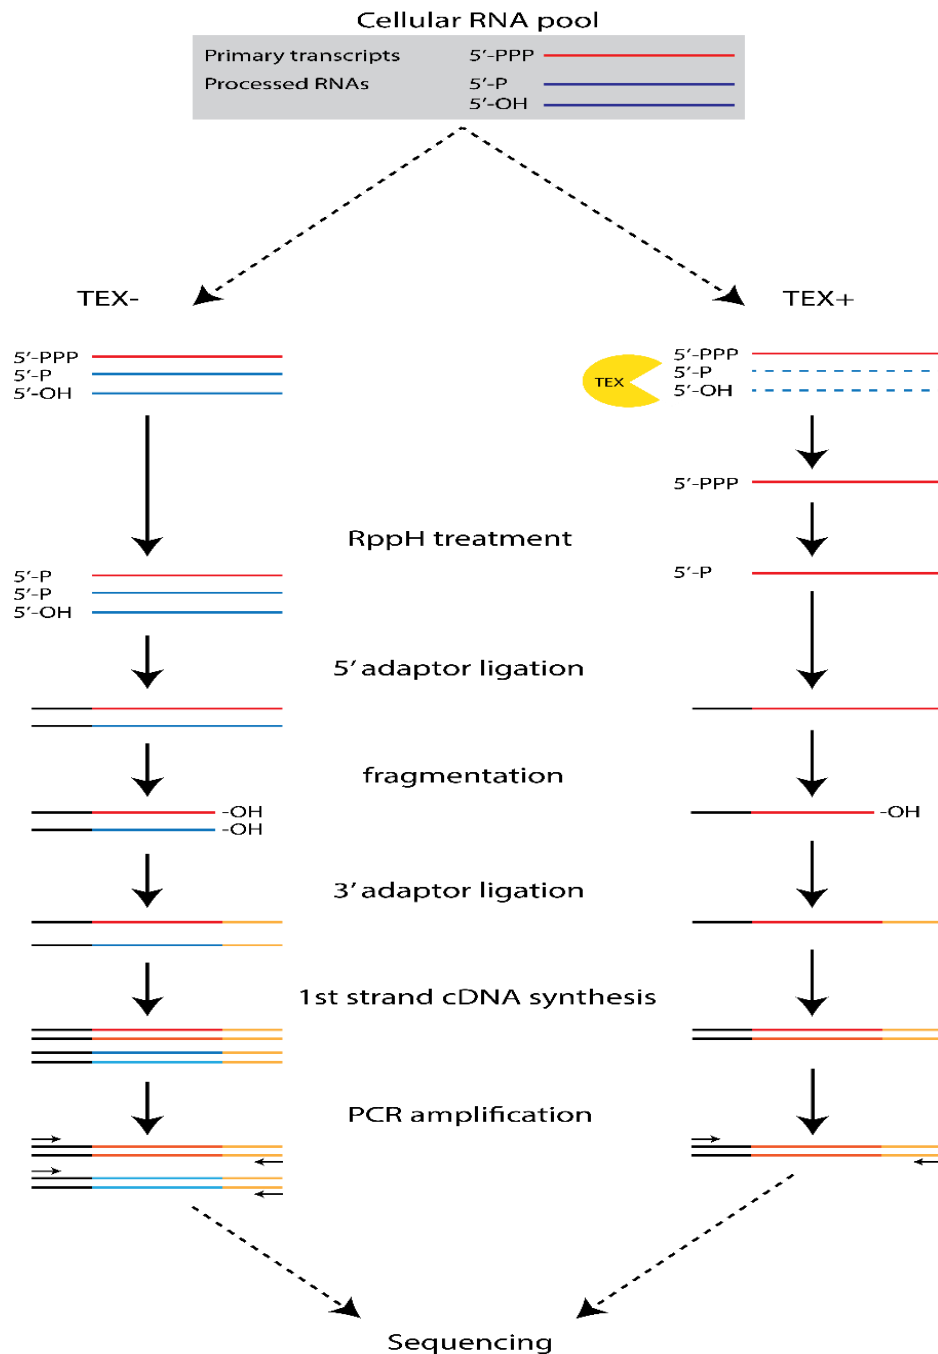 Cellular RNA pool
Primary transcripts 5′-PPP
Processed RNAs 5′-P
5′-OH
TEX- TEX+
5′-PPP
5′-P
5′-OH
TEX
5′-PPP
5′-P
5′-OH
5′-PPP
RppH treatment
5′-P
5′-P
5′-OH
5′-P
5′ adaptor ligation
fragmentation
-OH
-OH
-OH
3′ adaptor ligation
1st strand cDNA synthesis
PCR amplification
Sequencing